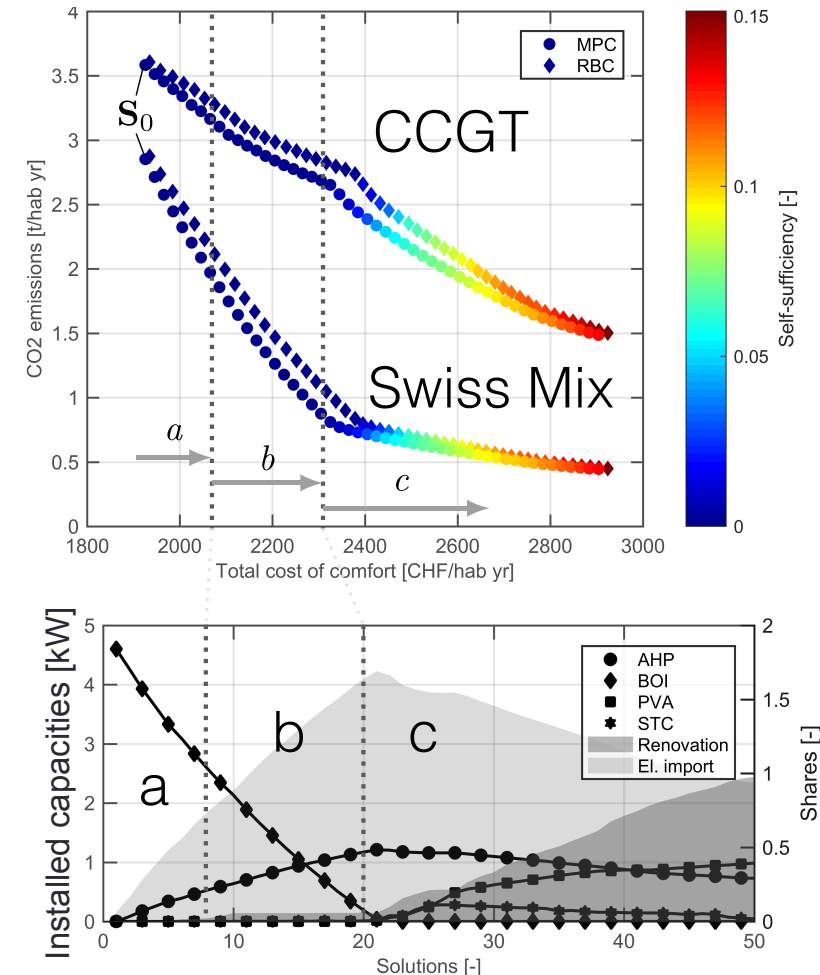 4
3.5
3
2.5
2
1.5
1
0.5
0
CO2 emissions [t/hab yr]
MPC
RBC
S0
CCGT
Swiss Mix
a
b
c
1800 2000 2200 2400 2600 2800 3000
Total cost of comfort [CHF/hab yr]
0.15
0.1
0.05
0
Self-sufficiency [-]
5
4
3
2
1
0
Installed capacities [kW]
a
b
c
AHP
BOI
PVA
STC
Renovation
El. import
2
1.5
1
0.5
0
Shares [-]
0 10 20 30 40 50
Solutions [-]